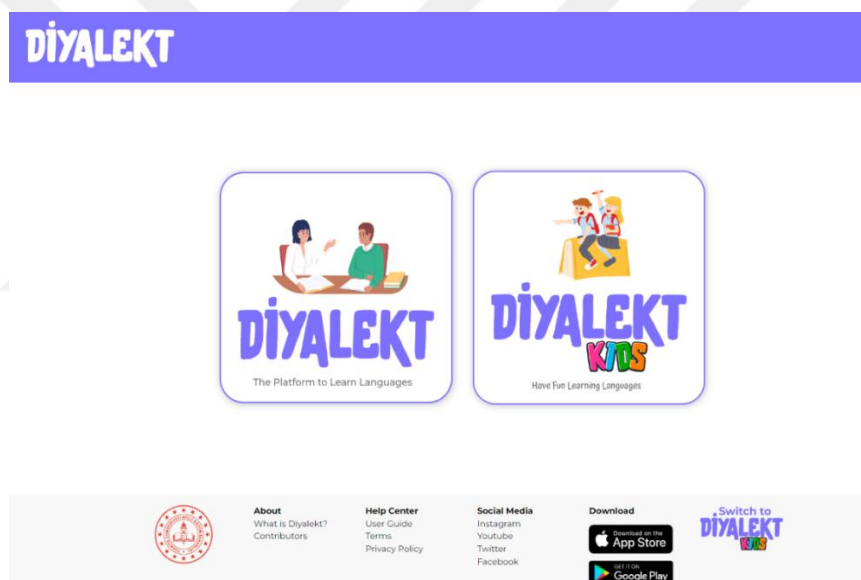 DİYALEKT
DİYALEKT
The Platform to Learn Languages
DİYALEKT
KIDS
Have Fun Learning Languages
About
What is Diyalekt?
Contributors
Help Center
User Guide
Terms
Privacy Policy
Social Media
Instagram
Youtube
Twitter
Facebook
Download
Download on the
App Store
GET IT ON
Google Play
Switch to
DİYALEKT
KIDS